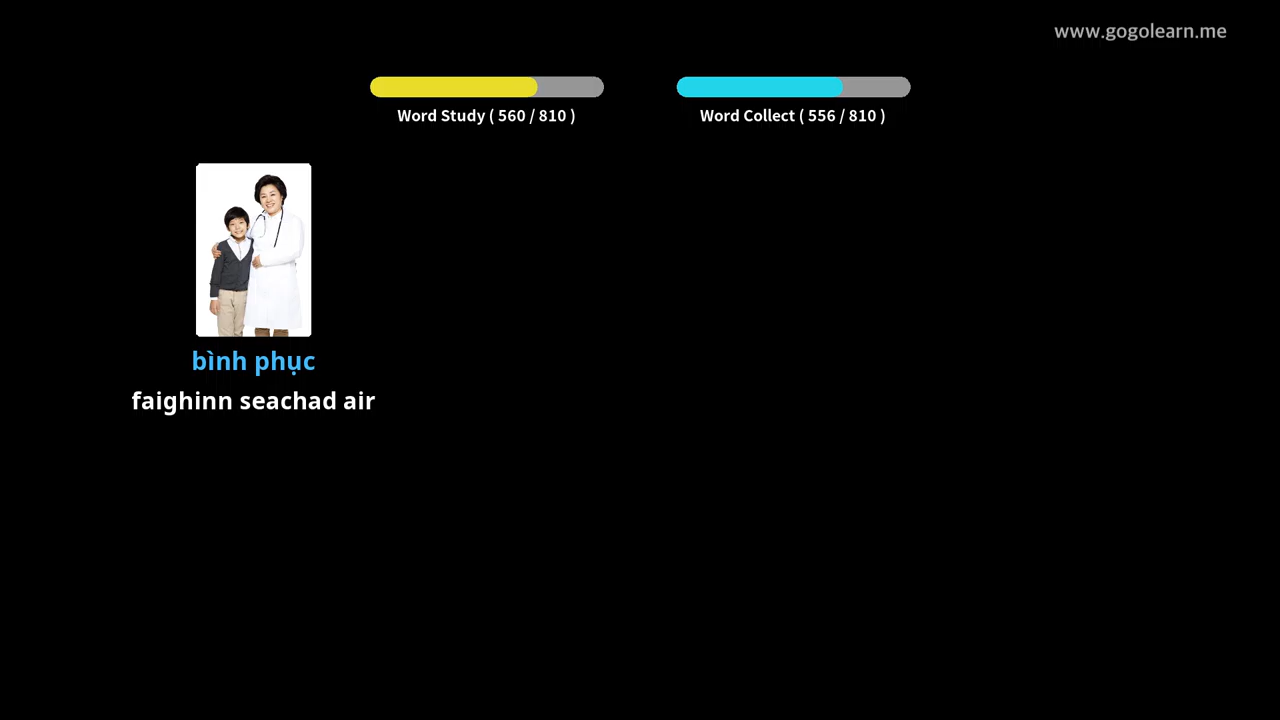 www.gogolearn.me
Word Study ( 560 / 810 )
Word Collect ( 556 / 810 )
bình phục
faighinn seachad air